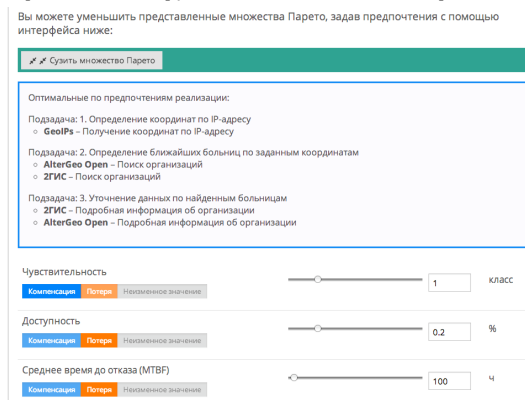 Вы можете уменьшить представленные множества Парето, задав предпочтения с помощью
интерфейса ниже:
Сузить множество Парето
Оптимальные по предпочтениям реализации:
Подзадача: 1. Определение координат по IP-адресу
GeoIPs – Получение координат по IP-адресу
Подзадача: 2. Определение ближайших больниц по заданным координатам
AlterGeo Open – Поиск организаций
2ГИС – Поиск организаций
Подзадача: 3. Уточнение данных по найденным больницам
2ГИС – Подробная информация об организации
AlterGeo Open – Подробная информация об организации
Чувствительность
1 класс
Компенсация Потеря Неизменное значение
Доступность
0.2 %
Компенсация Потеря Неизменное значение
Среднее время до отказа (MTBF)
100 ч
Компенсация Потеря Неизменное значение